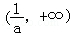 (1/a, +∞)